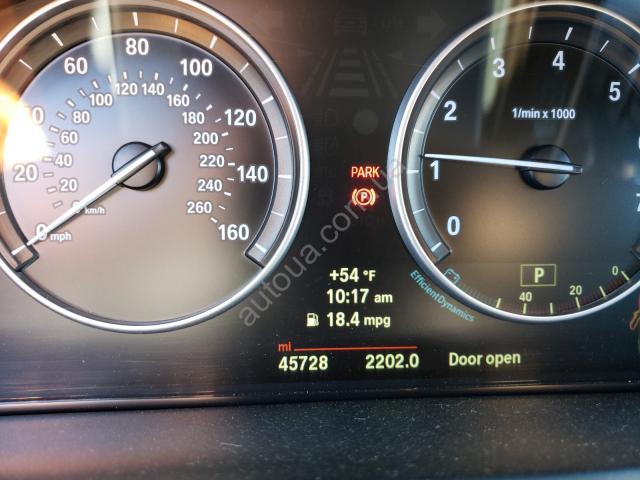 80
60 100
40 120
20 140
0 mph 160
20 40 60 80 100 120 140 160 180 200 220 240 260
km/h
PARK
P
+54 °F
10:17 am
18.4 mpg
mi
45728 2202.0 Door open
0 1 2 3 4 5
1/min x 1000
P
40 20 0
EfficientDynamics
autoua.com.ua